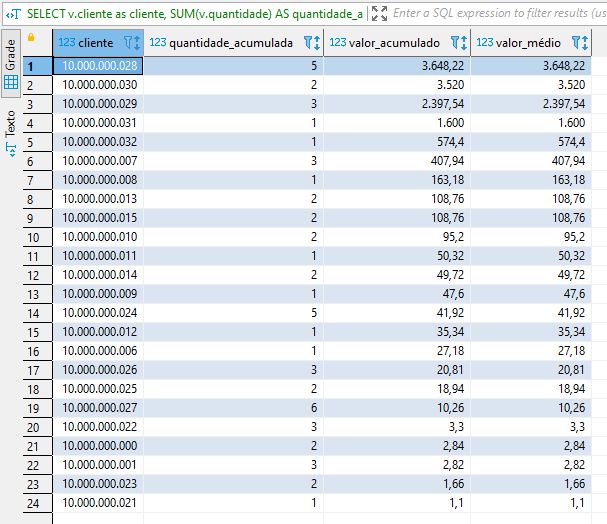 SELECT v.cliente as cliente, SUM(v.quantidade) AS quantidade_a Enter a SQL expression to filter results (us
Grade
Texto
123 cliente 123 quantidade_acumulada 123 valor_acumulado 123 valor_médio
1 10.000.000.028 5 3.648,22 3.648,22
2 10.000.000.030 2 3.520 3.520
3 10.000.000.029 3 2.397,54 2.397,54
4 10.000.000.031 1 1.600 1.600
5 10.000.000.032 1 574,4 574,4
6 10.000.000.007 3 407,94 407,94
7 10.000.000.008 1 163,18 163,18
8 10.000.000.013 2 108,76 108,76
9 10.000.000.015 2 108,76 108,76
10 10.000.000.010 2 95,2 95,2
11 10.000.000.011 1 50,32 50,32
12 10.000.000.014 2 49,72 49,72
13 10.000.000.009 1 47,6 47,6
14 10.000.000.024 5 41,92 41,92
15 10.000.000.012 1 35,34 35,34
16 10.000.000.006 1 27,18 27,18
17 10.000.000.026 3 20,81 20,81
18 10.000.000.025 2 18,94 18,94
19 10.000.000.027 6 10,26 10,26
20 10.000.000.022 3 3,3 3,3
21 10.000.000.000 2 2,84 2,84
22 10.000.000.001 3 2,82 2,82
23 10.000.000.023 2 1,66 1,66
24 10.000.000.021 1 1,1 1,1